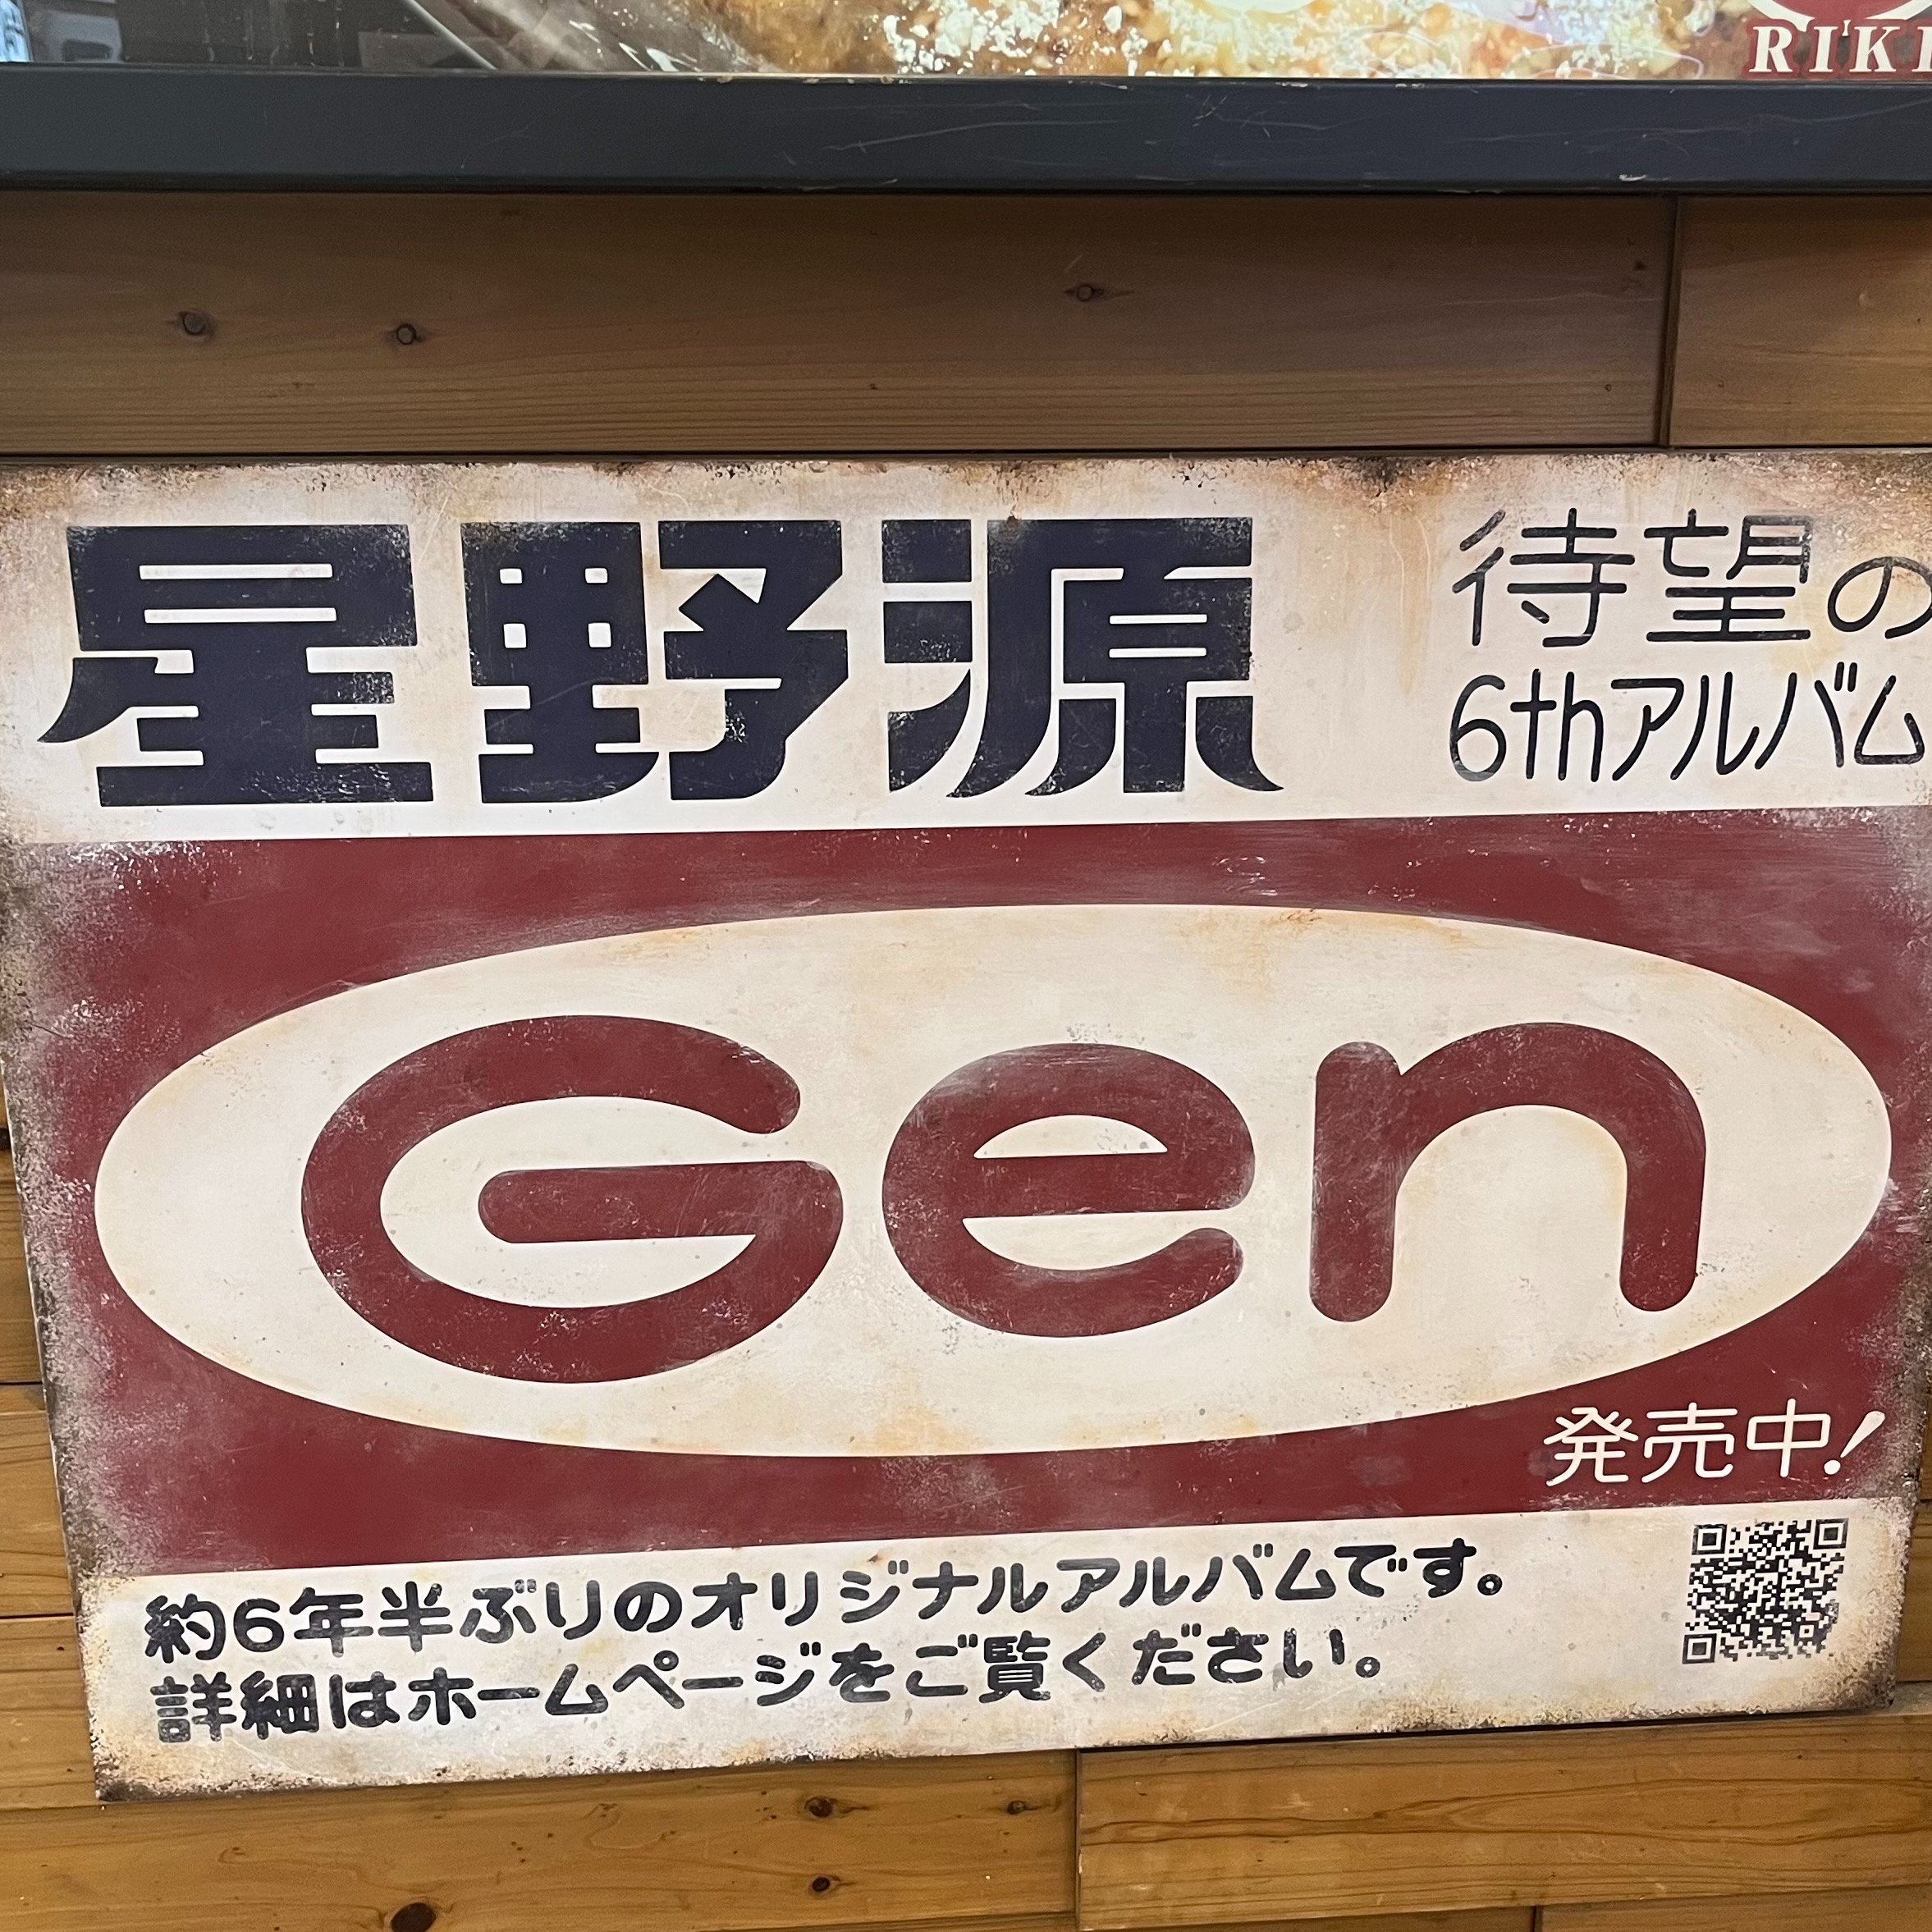 RIKI
星野源
待望の
6thアルバム
Gen
発売中!
約6年半ぶりのオリジナルアルバムです。
詳細はホームページをご覧ください。